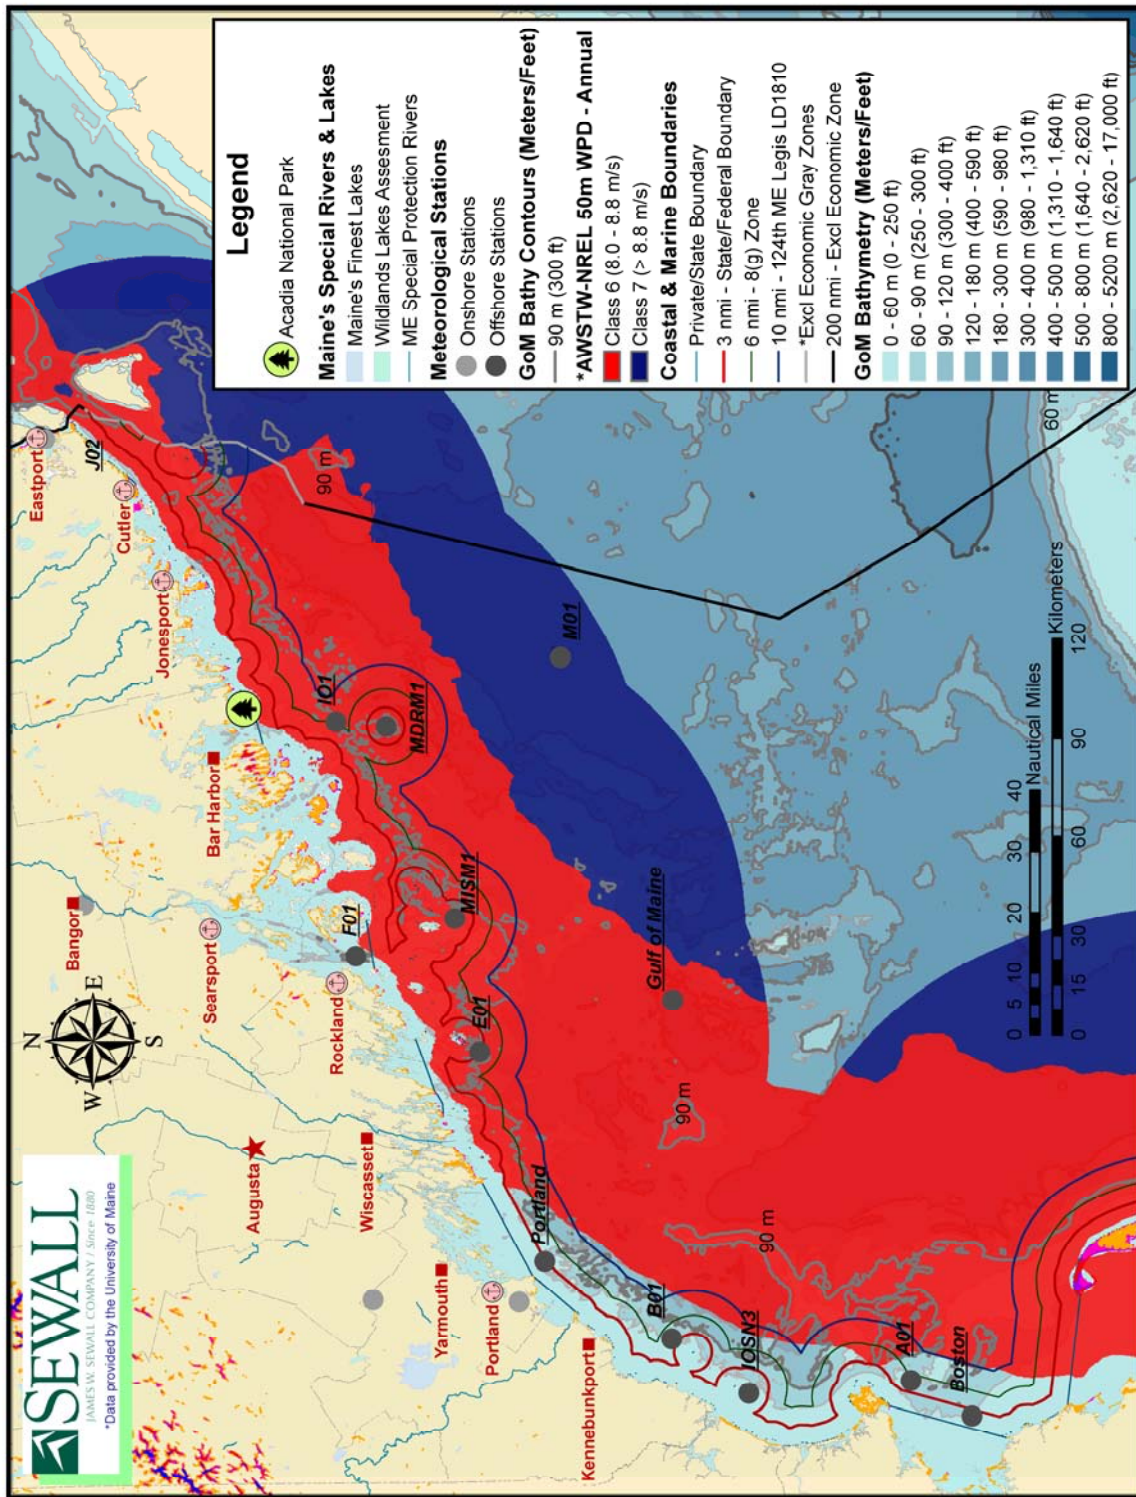 SEWALL
JAMES W. SEWALL COMPANY / Since 1880
*Data provided by the University of Maine
N
W
E
S
Bangor
Eastport
J02
Cutler
Jonesport
Searsport
Bar Harbor
Augusta
Rockland
F01
IO1
90 m
Wiscasset
MDRM1
Yarmouth
MISM1
E01
Portland
Portland
M01
Kennebunkport
Gulf of Maine
B01
90 m
IOSN3
90 m
A01
Boston
60 m
0 5 10 20 30 40
Nautical Miles
Kilometers
0 15 30 60 90 120
Legend
Acadia National Park
Maine's Special Rivers & Lakes
Maine's Finest Lakes
Wildlands Lakes Assesment
ME Special Protection Rivers
Meteorological Stations
Onshore Stations
Offshore Stations
GoM Bathy Contours (Meters/Feet)
90 m (300 ft)
*AWSTW-NREL 50m WPD - Annual
Class 6 (8.0 - 8.8 m/s)
Class 7 (> 8.8 m/s)
Coastal & Marine Boundaries
Private/State Boundary
3 nmi - State/Federal Boundary
6 nmi - 8(g) Zone
10 nmi - 124th ME Legis LD1810
*Excl Economic Gray Zones
200 nmi - Excl Economic Zone
GoM Bathymetry (Meters/Feet)
0 - 60 m (0 - 250 ft)
60 - 90 m (250 - 300 ft)
90 - 120 m (300 - 400 ft)
120 - 180 m (400 - 590 ft)
180 - 300 m (590 - 980 ft)
300 - 400 m (980 - 1,310 ft)
400 - 500 m (1,310 - 1,640 ft)
500 - 800 m (1,640 - 2,620 ft)
800 - 5200 m (2,620 - 17,000 ft)